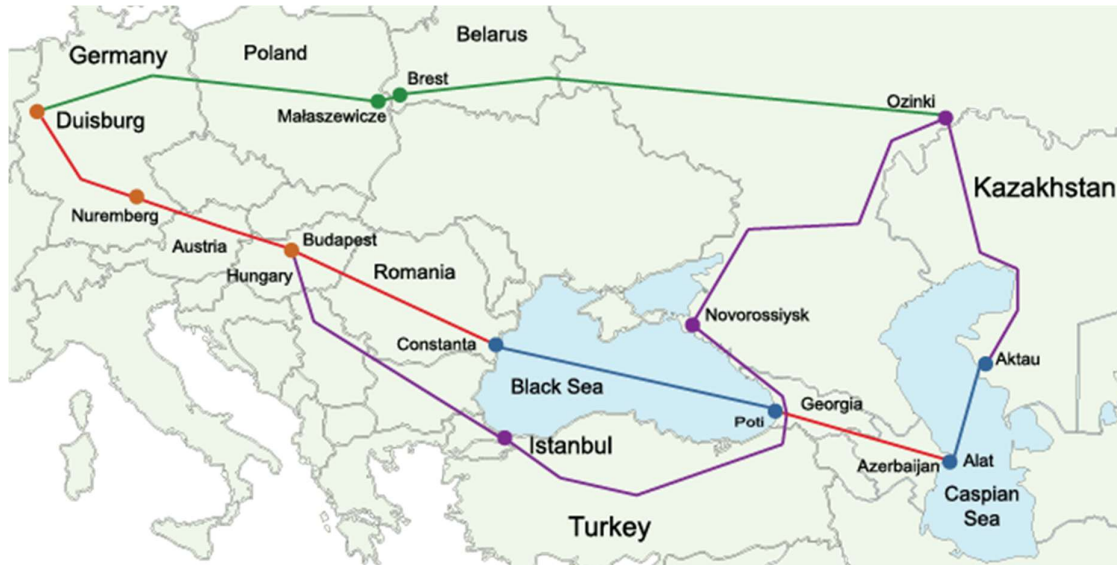 Germany
Poland
Belarus
Brest
Małaszewicze
Ozinki
Duisburg
Kazakhstan
Nuremberg
Austria
Budapest
Hungary
Romania
Novorossiysk
Constanta
Aktau
Black Sea
Georgia
Poti
Istanbul
Azerbaijan
Alat
Caspian
Sea
Turkey